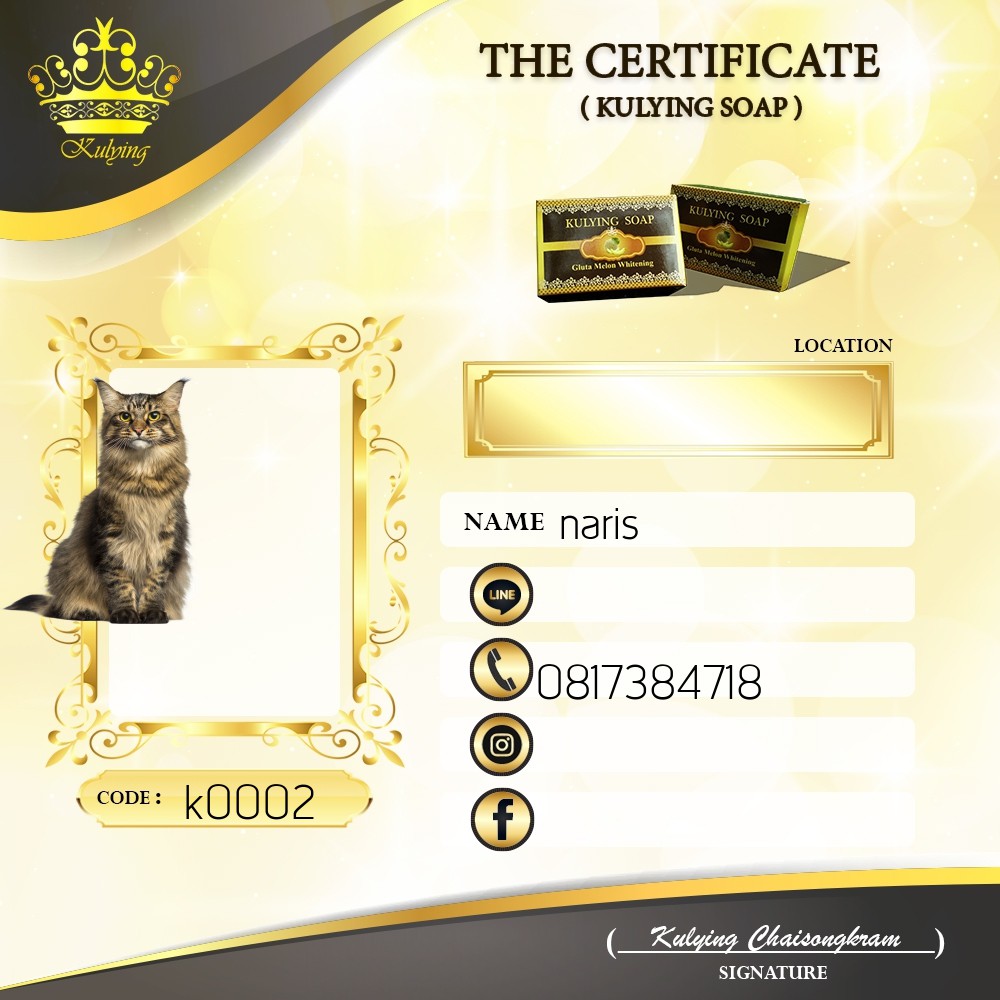 Kulying
THE CERTIFICATE
( KULYING SOAP )
KULYING SOAP
Gluta Melon Whitening
KULYING SOAP
Gluta Melon Whitening
LOCATION
NAME naris
LINE
0817384718
CODE : k0002
( Kulying Chaisongkram )
SIGNATURE